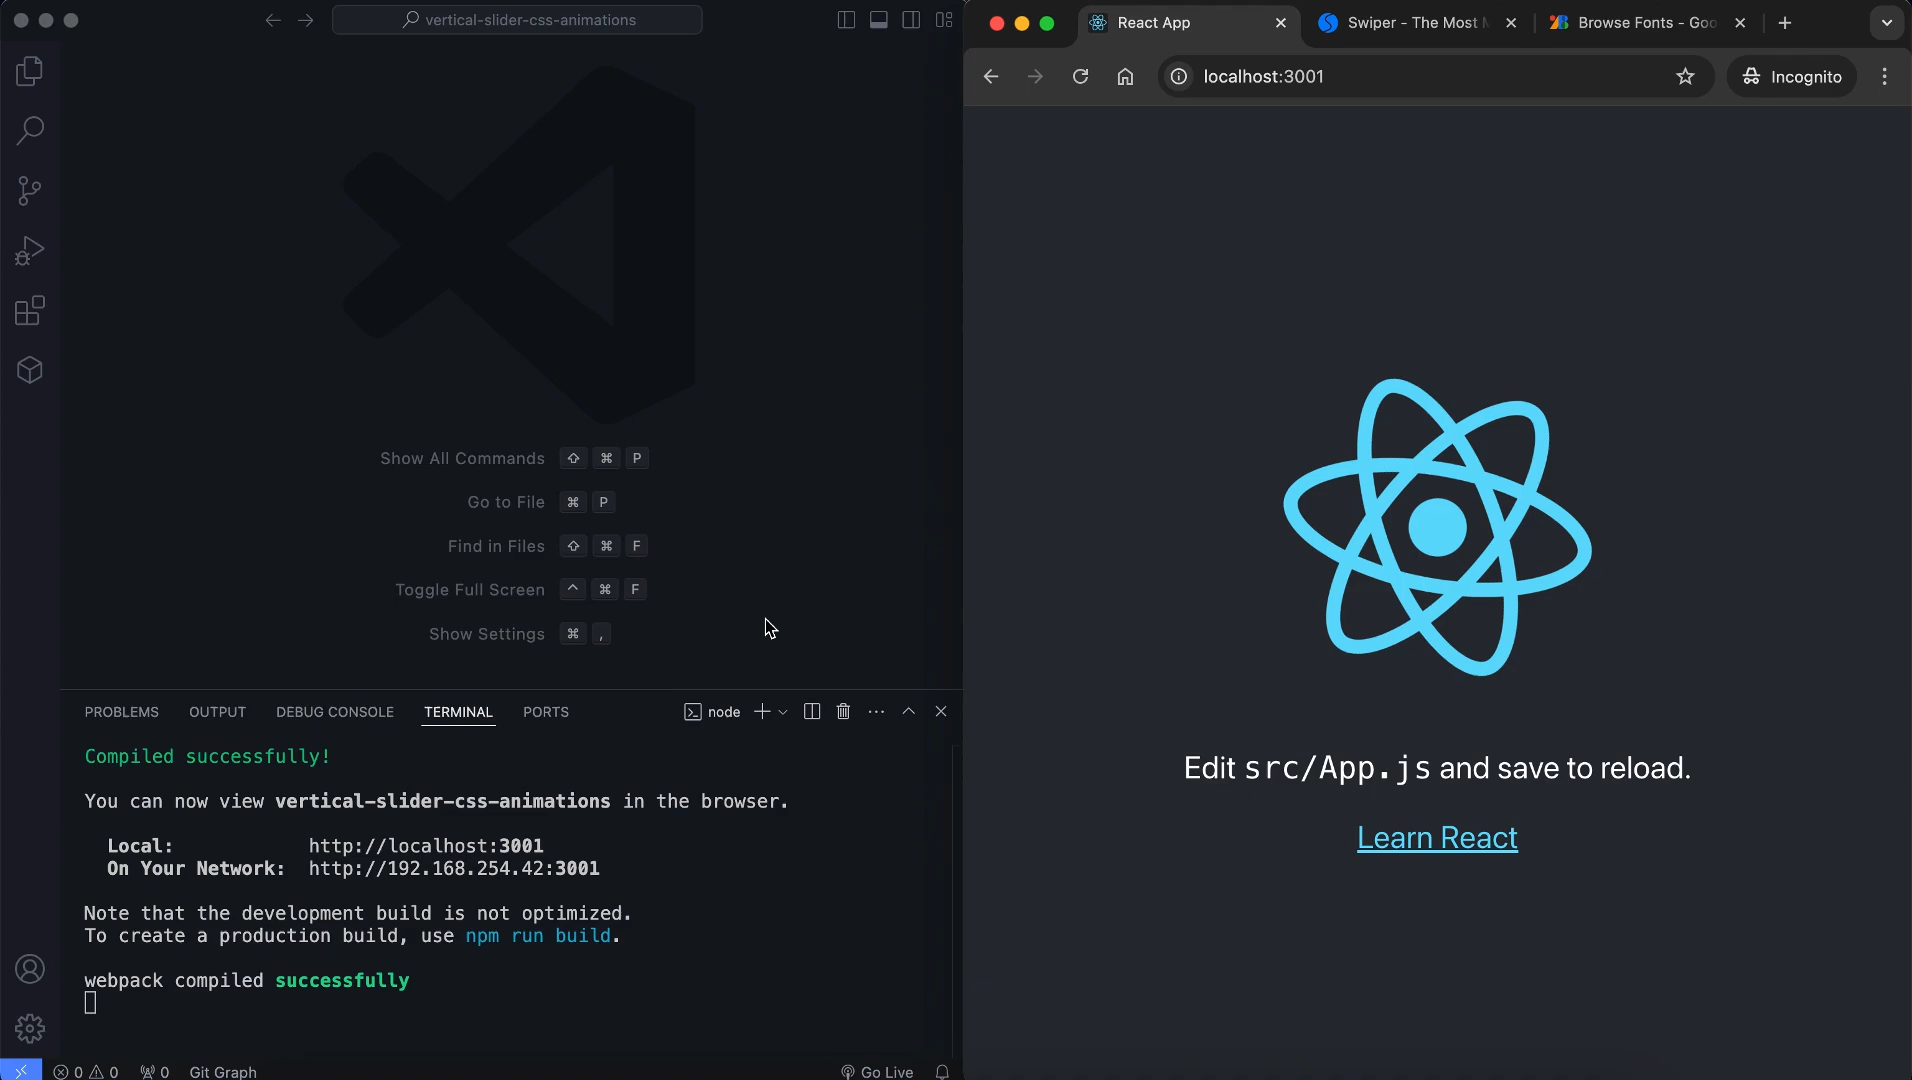 vertical-slider-css-animations
Show All Commands ⇧ ⌘ P
Go to File ⌘ P
Find in Files ⇧ ⌘ F
Toggle Full Screen ^ ⌘ F
Show Settings ⌘ ,
PROBLEMS OUTPUT DEBUG CONSOLE TERMINAL PORTS node
Compiled successfully!
You can now view vertical-slider-css-animations in the browser.
Local: http://localhost:3001
On Your Network: http://192.168.254.42:3001
Note that the development build is not optimized.
To create a production build, use npm run build.
webpack compiled successfully
0 0 0 Git Graph Go Live
React App Swiper - The Most Browse Fonts - Goo
localhost:3001 Incognito
Edit src/App.js and save to reload.
Learn React